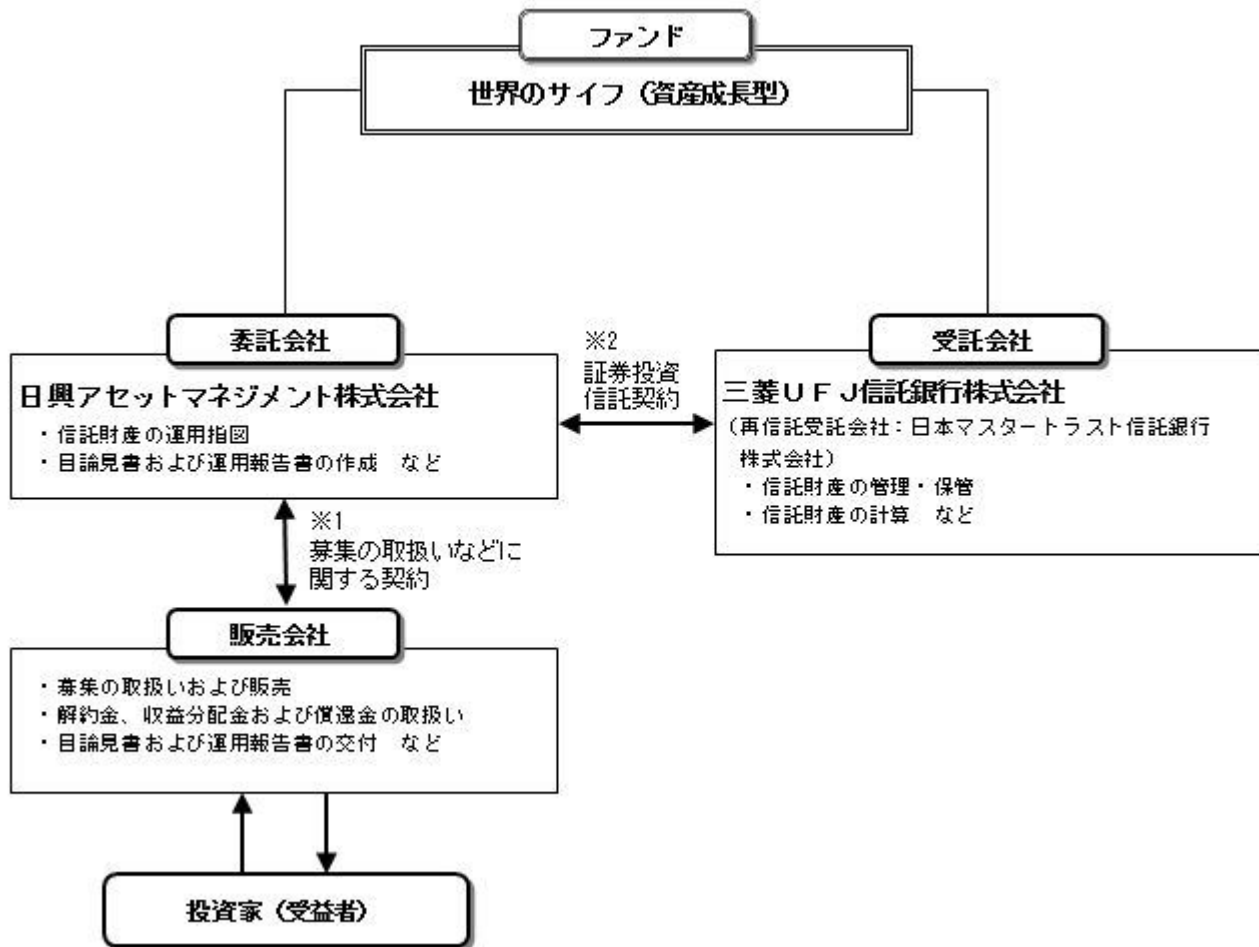 ファンド
世界のサイフ（資産成長型）
委託会社
日興アセットマネジメント株式会社
・信託財産の運用指図
・目論見書および運用報告書の作成　など
※2
証券投資
信託契約
受託会社
三菱ＵＦＪ信託銀行株式会社
（再信託受託会社：日本マスタートラスト信託銀行
株式会社）
・信託財産の管理・保管
・信託財産の計算　など
※1
募集の取扱いなどに
関する契約
販売会社
・募集の取扱いおよび販売
・解約金、収益分配金および償還金の取扱い
・目論見書および運用報告書の交付　など
投資家（受益者）